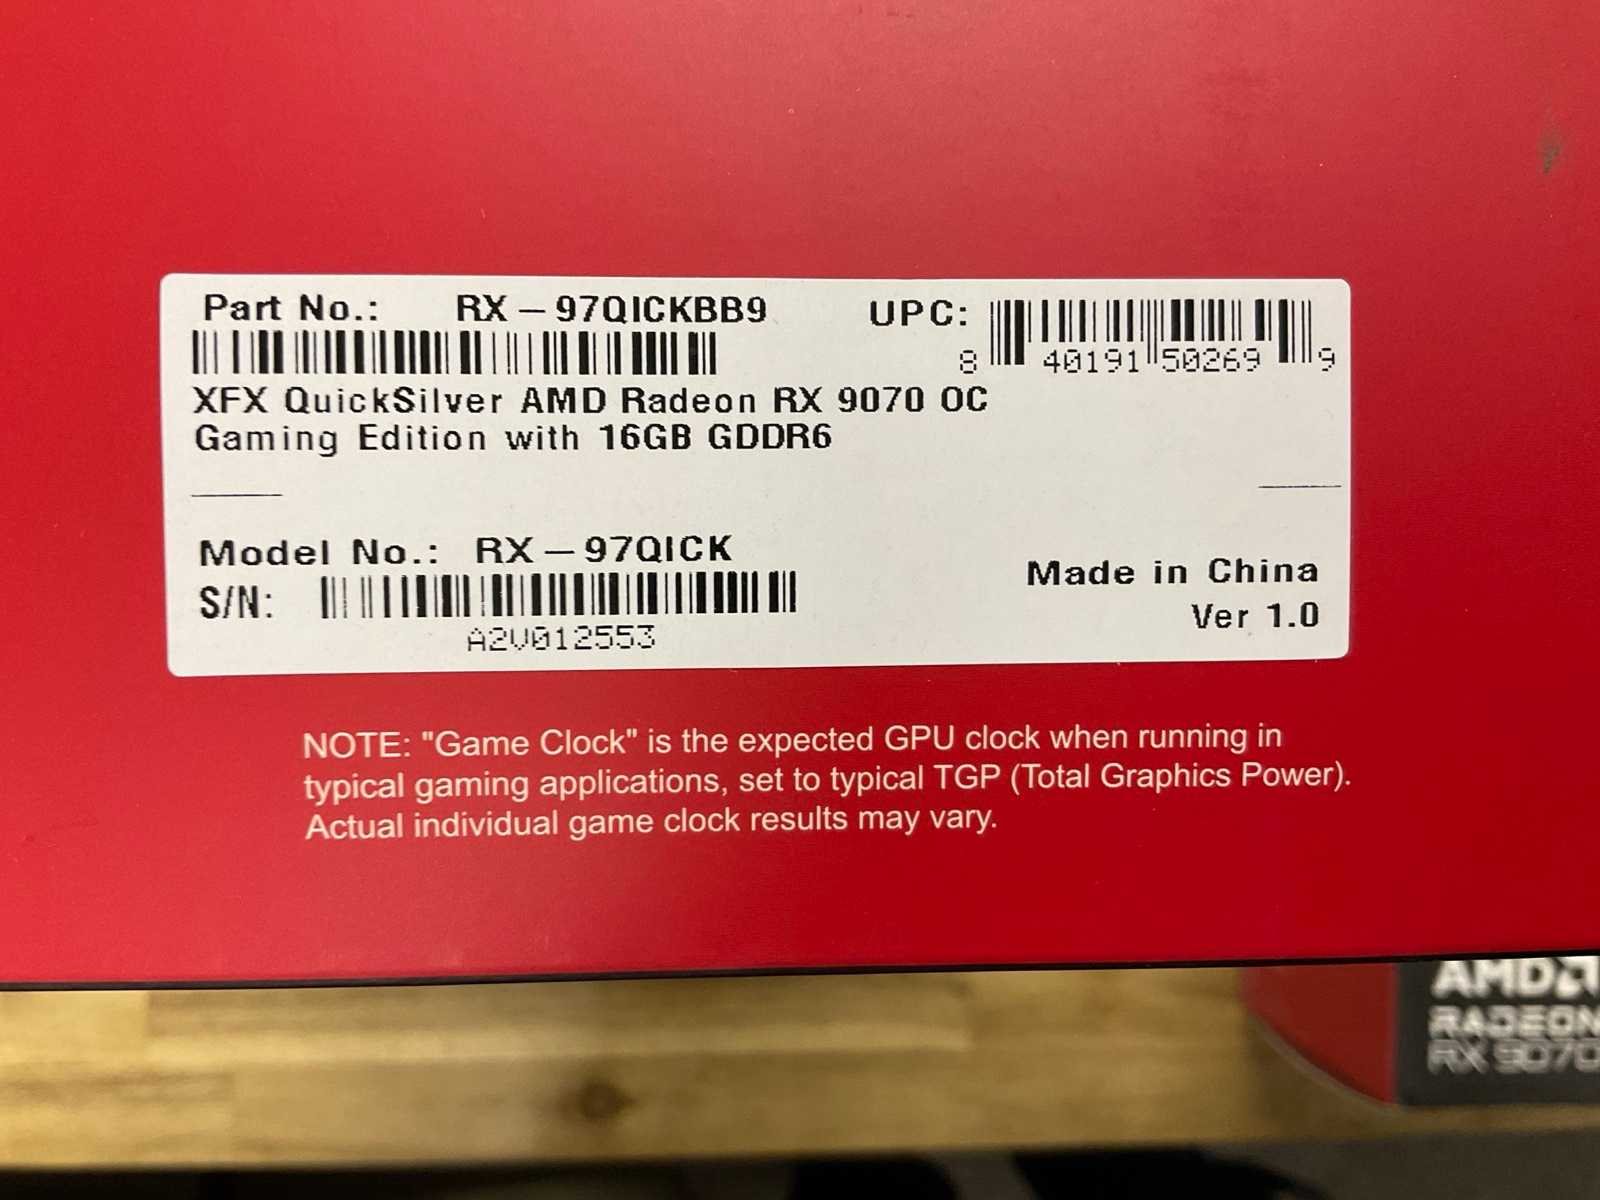 Part No.: RX-97QICKBB9
UPC:
8 40191 50269 9
XFX QuickSilver AMD Radeon RX 9070 OC
Gaming Edition with 16GB GDDR6
Model No.: RX-97QICK
S/N:
A2V012553
Made in China
Ver 1.0
NOTE: "Game Clock" is the expected GPU clock when running in
typical gaming applications, set to typical TGP (Total Graphics Power).
Actual individual game clock results may vary.
AMD
RADEON
RX 9070